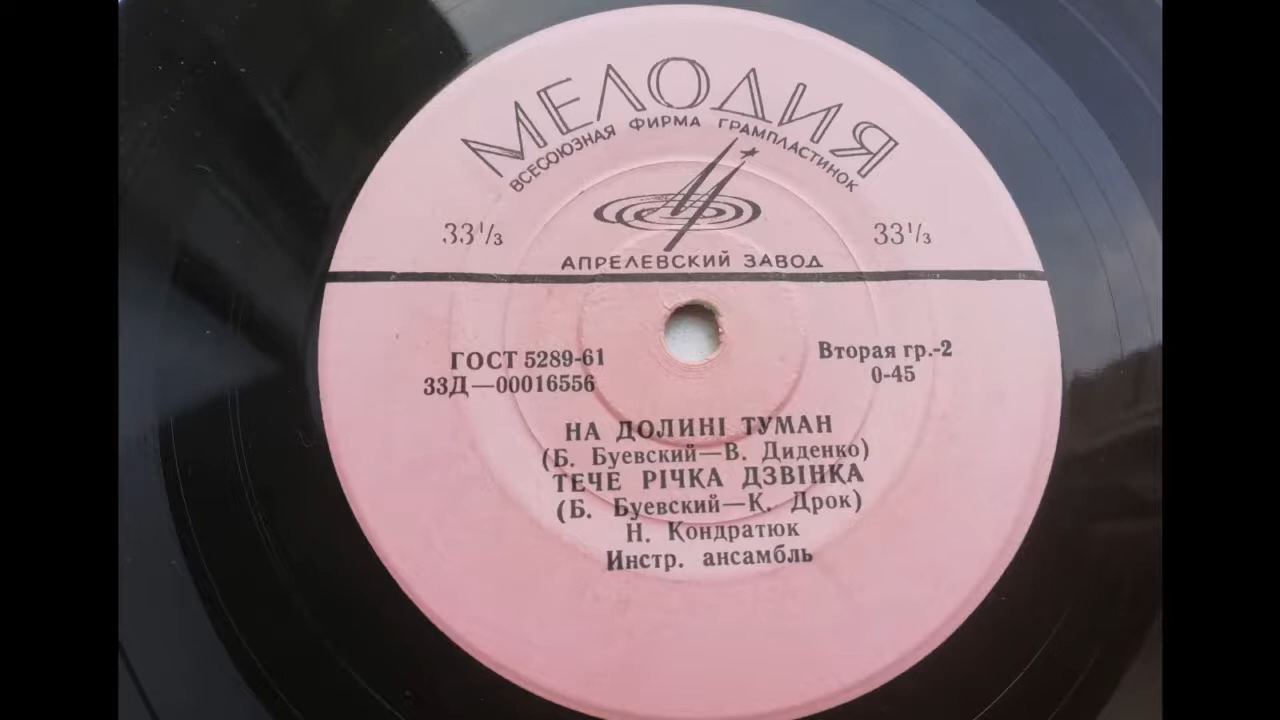 МЕЛОДИЯ
ВСЕСОЮЗНАЯ ФИРМА ГРАМПЛАСТИНОК
33⅓ 33⅓
АПРЕЛЕВСКИЙ ЗАВОД
ГОСТ 5289-61 Вторая гр.-2
33Д—00016556 0-45
НА ДОЛИНІ ТУМАН
(Б. Буевский—В. Диденко)
ТЕЧЕ РІЧКА ДЗВІНКА
(Б. Буевский—К. Дрок)
Н. Кондратюк
Инстр. ансамбль